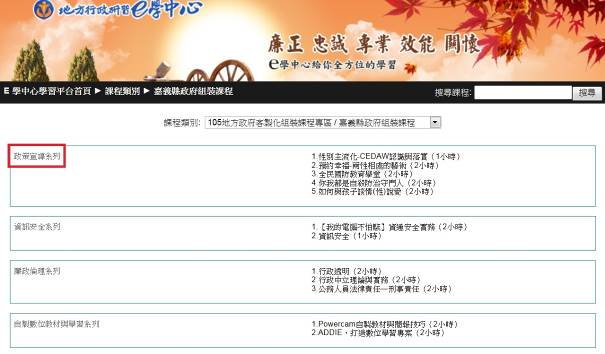 地方行政研習e學中心
廉正 忠誠 專業 效能 關懷
e學中心給你全方位的學習
E 學中心學習平台首頁 ► 課程類別 ► 嘉義縣政府組裝課程
搜尋課程:
搜尋
課程類別: 105地方政府客製化組裝課程專區 / 嘉義縣政府組裝課程
政策宣導系列
1.性別主流化-CEDAW認識與落實（1小時）
2.預約幸福-兩性相處的藝術（2小時）
3.全民國防教育學堂（2小時）
4.你我都是自殺防治守門人（2小時）
5.如何與孩子談情(性)說愛（2小時）
資訊安全系列
1.【我的電腦不怕駭】資通安全實務（2小時）
2.資訊安全（1小時）
廉政倫理系列
1.行政透明（2小時）
2.行政中立理論與實務（2小時）
3.公務人員法律責任—刑事責任（2小時）
自製數位教材與學習系列
1.Powercam自製教材與簡報技巧（2小時）
2.ADDIE，打造數位學習專案（2小時）